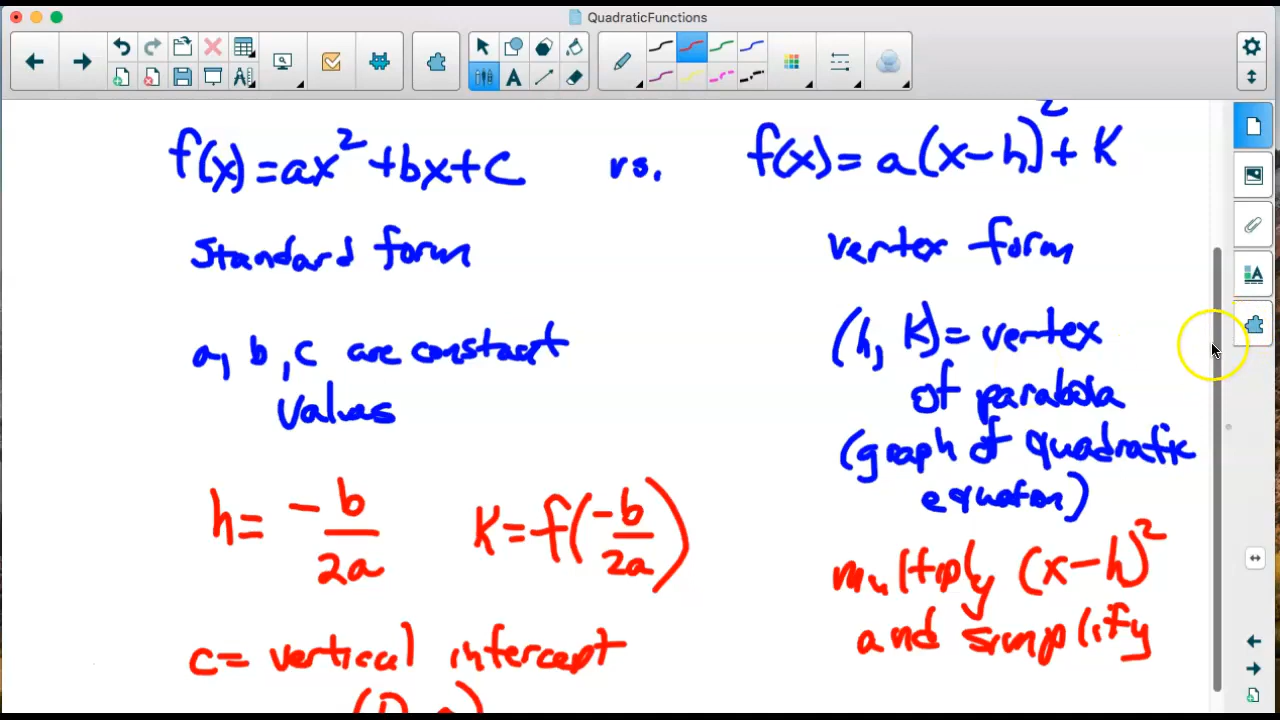 QuadraticFunctions
f(x) = ax² + bx + c vs. f(x) = a(x-h)² + K
Standard form vertex form
a, b, c are constant (h, K) = vertex
values of parabola
(graph of quadratic
equation)
h = -b/2a K = f(-b/2a) multiply (x-h)²
and simplify
c = vertical intercept